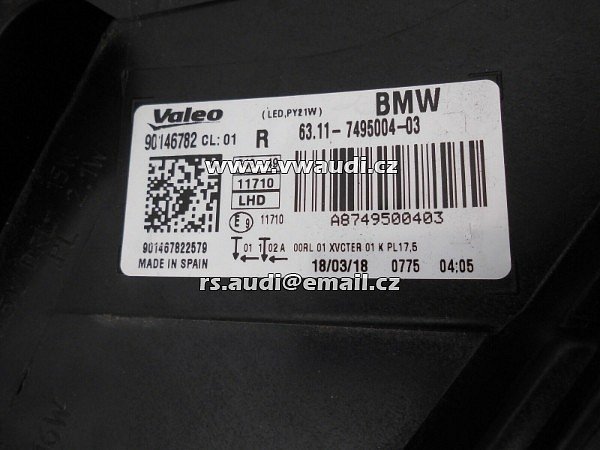 Valeo (LED,PY21W) BMW
90146782 CL:01 R 63.11-7495004-03
www.vwaudi.cz
11710
LHD
E9 11710 A8749500403
01 1 02A 00RL 01 XVCTER 01 K PL17,5
901467822579
MADE IN SPAIN 18/03/18 0775 04:05
rs.audi@email.cz